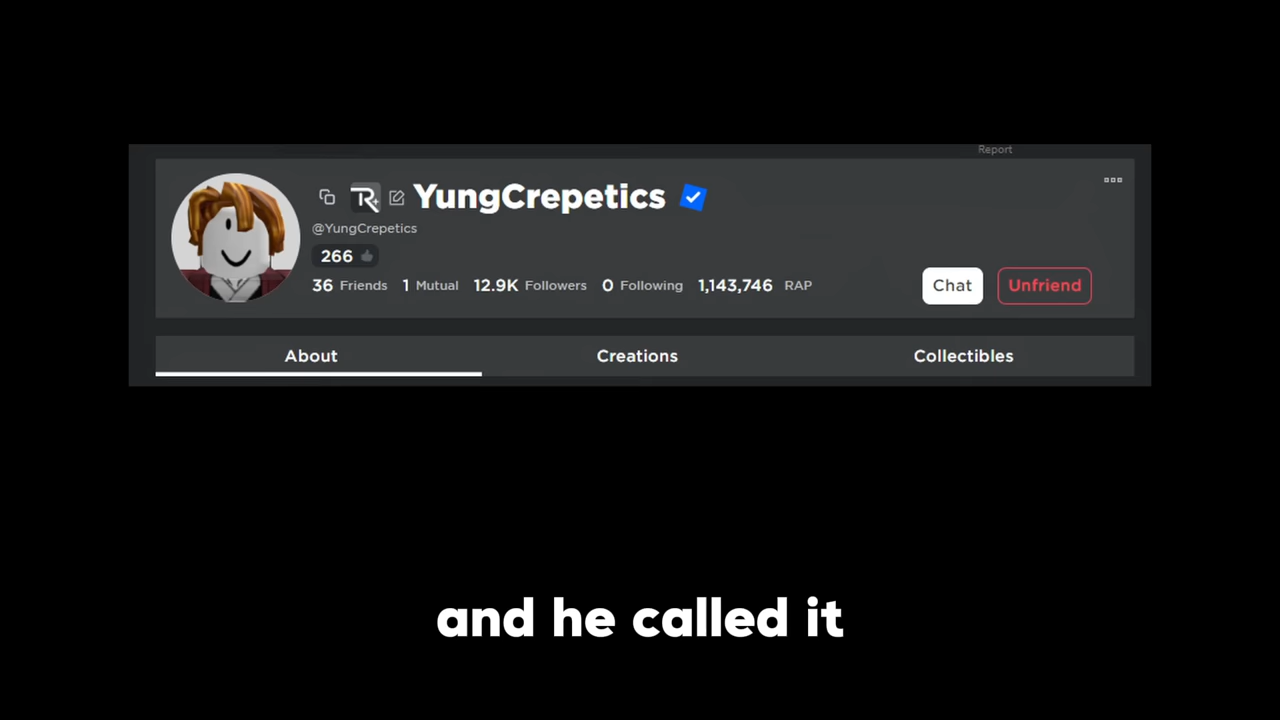 Report
YungCrepetics
@YungCrepetics
266
36 Friends 1 Mutual 12.9K Followers 0 Following 1,143,746 RAP
Chat Unfriend
About Creations Collectibles
and he called it